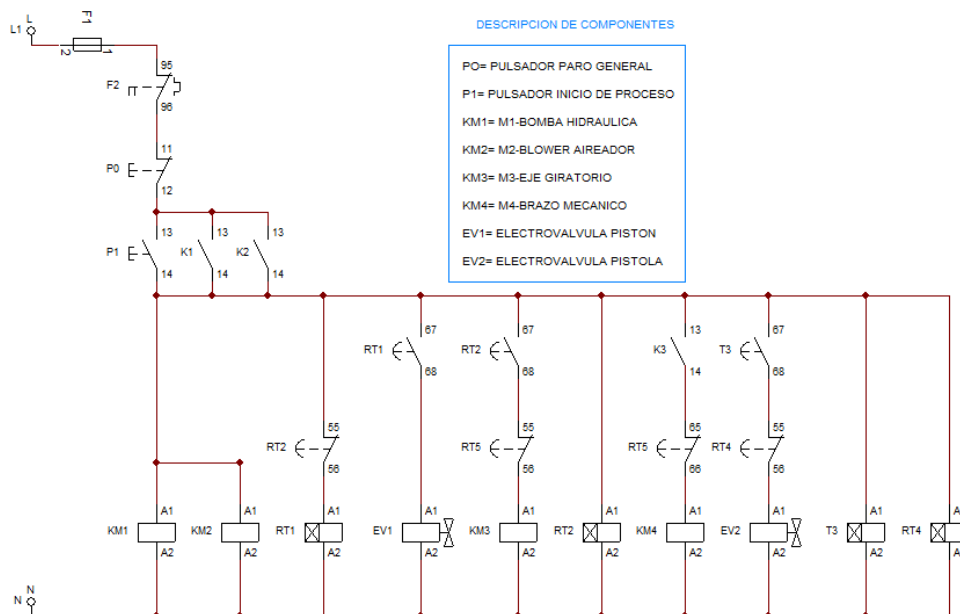 F1
L
L1
2
1
DESCRIPCION DE COMPONENTES
PO= PULSADOR PARO GENERAL
P1= PULSADOR INICIO DE PROCESO
KM1= M1-BOMBA HIDRAULICA
KM2= M2-BLOWER AIREADOR
KM3= M3-EJE GIRATORIO
KM4= M4-BRAZO MECANICO
EV1= ELECTROVALVULA PISTON
EV2= ELECTROVALVULA PISTOLA
95
F2
96
11
P0
12
13 13 13
P1 K1 K2
14 14 14
67 67 13 67
RT1 RT2 K3 T3
68 68 14 68
55 55 65 55
RT2 RT5 RT5 RT4
56 56 66 56
A1 A1 A1 A1 A1 A1 A1 A1 A1 A
KM1 KM2 RT1 EV1 KM3 RT2 KM4 EV2 T3 RT4
A2 A2 A2 A2 A2 A2 A2 A2 A2 A
N
N